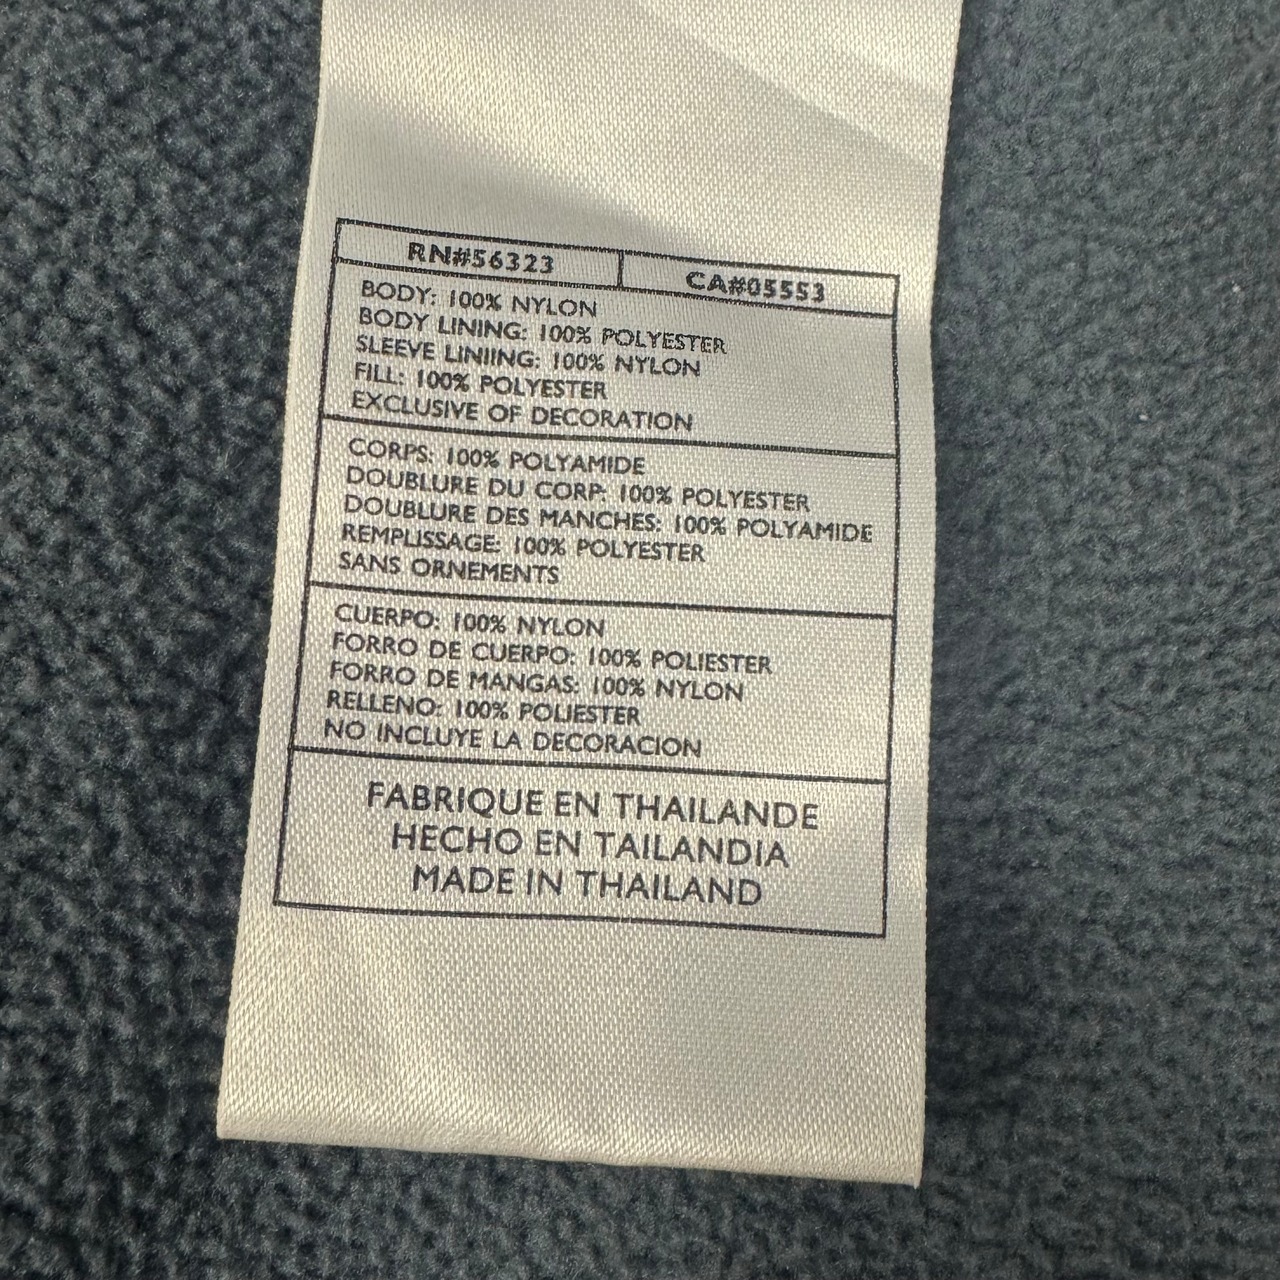 RN#56323
CA#05553
BODY: 100% NYLON
BODY LINING: 100% POLYESTER
SLEEVE LINIING: 100% NYLON
FILL: 100% POLYESTER
EXCLUSIVE OF DECORATION
CORPS: 100% POLYAMIDE
DOUBLURE DU CORP: 100% POLYESTER
DOUBLURE DES MANCHES: 100% POLYAMIDE
REMPLISSAGE: 100% POLYESTER
SANS ORNEMENTS
CUERPO: 100% NYLON
FORRO DE CUERPO: 100% POLIESTER
FORRO DE MANGAS: 100% NYLON
RELLENO: 100% POLIESTER
NO INCLUYE LA DECORACION
FABRIQUE EN THAILANDE
HECHO EN TAILANDIA
MADE IN THAILAND